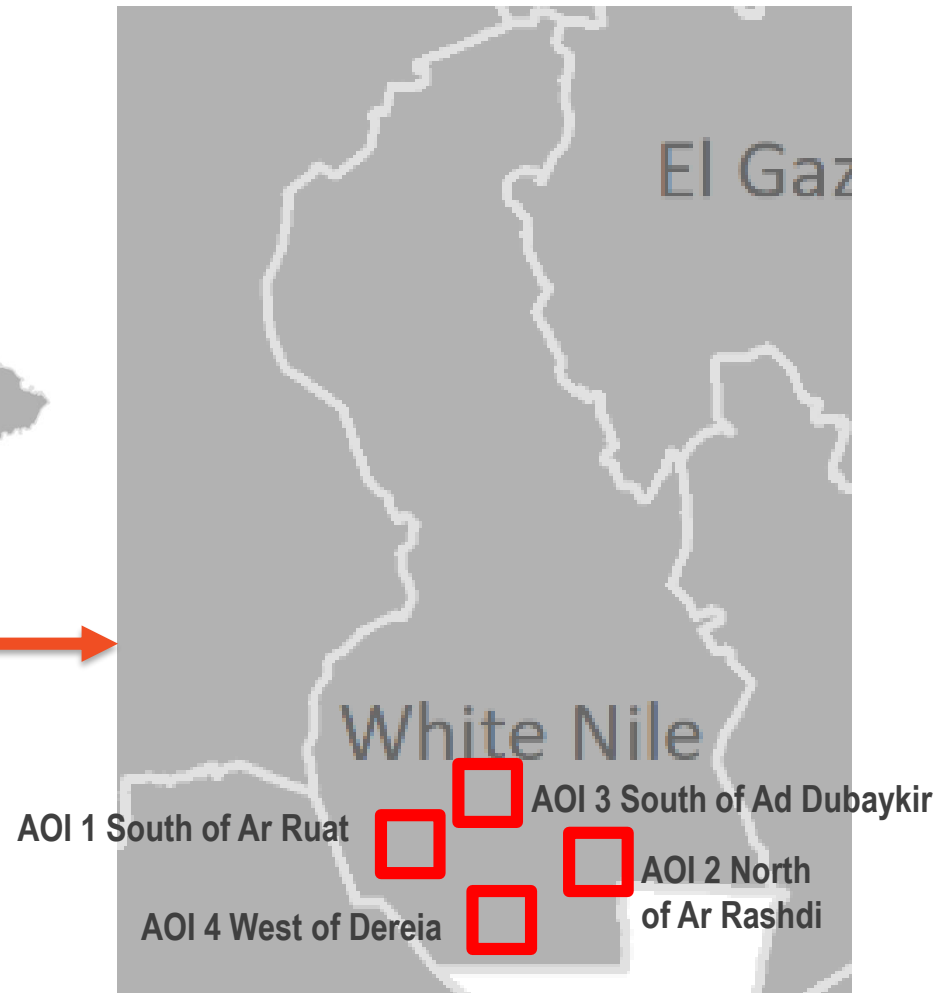 El Gaz
White Nile
AOI 3 South of Ad Dubaykir
AOI 1 South of Ar Ruat
AOI 2 North
of Ar Rashdi
AOI 4 West of Dereia